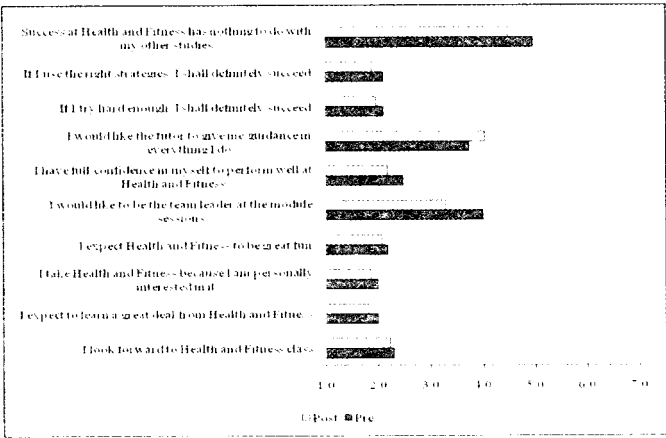 Success at Health and Fitness has nothing to do with
my other studies
If I use the right strategies, I shall definitely succeed
If I try hard enough, I shall definitely succeed
I would like the tutor to give me guidance in
everything I do
I have full confidence in myself to perform well at
Health and Fitness
I would like to be the team leader at the module
sessions
I expect Health and Fitness to be great fun
I take Health and Fitness because I am personally
interested in it
I expect to learn a great deal from Health and Fitness
I look forward to Health and Fitness class
1.0 2.0 3.0 4.0 5.0 6.0 7.0
Post Pre